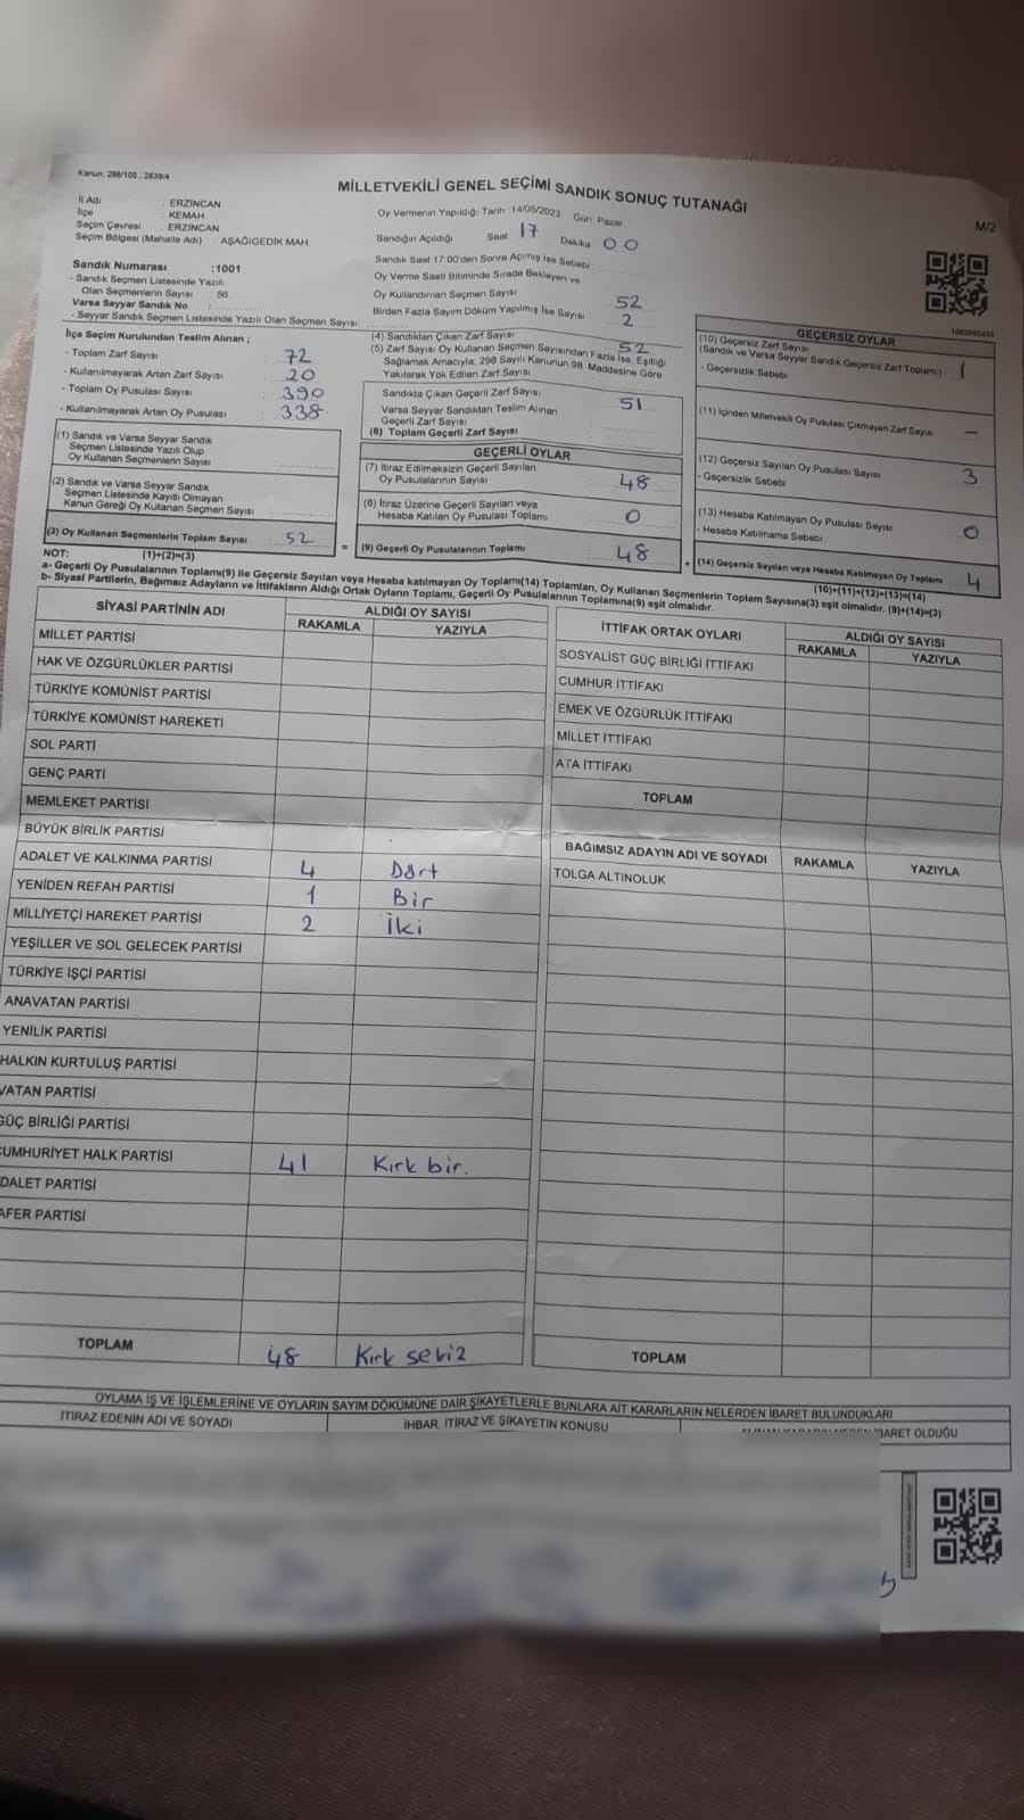 Kanun: 298/100 ; 2839/4
MİLLETVEKİLİ GENEL SEÇİMİ SANDIK SONUÇ TUTANAĞI
M/2
İl Adı : ERZİNCAN
İlçe : KEMAH
Seçim Çevresi : ERZİNCAN
Seçim Bölgesi (Mahalle Adı) : AŞAĞIGEDİK MAH.
Oy Vermenin Yapıldığı: Tarih : 14/05/2023 Gün: Pazar
Sandığın Açıldığı Saat 17 Dakika 00
Sandık Saat 17:00'den Sonra Açılmış İse Sebebi
Oy Verme Saati Bitiminde Sırada Bekleyen ve
Oy Kullandırılan Seçmen Sayısı 52
Birden Fazla Sayım Döküm Yapılmış İse Sayısı 2
Sandık Numarası :1001
- Sandık Seçmen Listesinde Yazılı
Olan Seçmenlerin Sayısı 56
Varsa Seyyar Sandık No
- Seyyar Sandık Seçmen Listesinde Yazılı Olan Seçmen Sayısı
İlçe Seçim Kurulundan Teslim Alınan ;
- Toplam Zarf Sayısı 72
- Kullanılmayarak Artan Zarf Sayısı 20
- Toplam Oy Pusulası Sayısı 390
- Kullanılmayarak Artan Oy Pusulası 338
(1) Sandık ve Varsa Seyyar Sandık
Seçmen Listesinde Yazılı Olup
Oy Kullanan Seçmenlerin Sayısı
(2) Sandık ve Varsa Seyyar Sandık
Seçmen Listesinde Kaydı Olmayan
Kanun Gereği Oy Kullanan Seçmen Sayısı
(3) Oy Kullanan Seçmenlerin Toplam Sayısı 52
(1)+(2)=(3)
(4) Sandıktan Çıkan Zarf Sayısı 52
(5) Zarf Sayısı Oy Kullanan Seçmen Sayısından Fazla İse, Eşitliği
Sağlamak Amacıyla; 298 Sayılı Kanunun 98. Maddesine Göre
Yakılarak Yok Edilen Zarf Sayısı
Sandıkta Çıkan Geçerli Zarf Sayısı 51
Varsa Seyyar Sandıktan Teslim Alınan
Geçerli Zarf Sayısı
(6) Toplam Geçerli Zarf Sayısı
GEÇERLİ OYLAR
(7) İtiraz Edilmeksizin Geçerli Sayılan
Oy Pusulalarının Sayısı 48
(8) İtiraz Üzerine Geçerli Sayılan veya
Hesaba Katılan Oy Pusulası Toplamı 0
= (9) Geçerli Oy Pusulalarının Toplamı 48
GEÇERSİZ OYLAR
(10) Geçersiz Zarf Sayısı
(Sandık ve Varsa Seyyar Sandık Geçersiz Zarf Toplamı) 1
- Geçersizlik Sebebi
(11) İçinden Milletvekili Oy Pusulası Çıkmayan Zarf Sayısı —
(12) Geçersiz Sayılan Oy Pusulası Sayısı 3
- Geçersizlik Sebebi
(13) Hesaba Katılmayan Oy Pusulası Sayısı 0
- Hesaba Katılmama Sebebi
+ (14) Geçersiz Sayılan veya Hesaba Katılmayan Oy Toplamı 4
(10)+(11)+(12)+(13)=(14)
NOT:
a- Geçerli Oy Pusulalarının Toplamı(9) ile Geçersiz Sayılan veya Hesaba katılmayan Oy Toplamı(14) Toplamları, Oy Kullanan Seçmenlerin Toplam Sayısına(3) eşit olmalıdır. (9)+(14)=(3)
b- Siyasi Partilerin, Bağımsız Adayların ve İttifakların Aldığı Ortak Oyların Toplamı, Geçerli Oy Pusulalarının Toplamına(9) eşit olmalıdır.
SİYASİ PARTİNİN ADI ALDIĞI OY SAYISI
RAKAMLA YAZIYLA
MİLLET PARTİSİ
HAK VE ÖZGÜRLÜKLER PARTİSİ
TÜRKİYE KOMÜNİST PARTİSİ
TÜRKİYE KOMÜNİST HAREKETİ
SOL PARTİ
GENÇ PARTİ
MEMLEKET PARTİSİ
BÜYÜK BİRLİK PARTİSİ
ADALET VE KALKINMA PARTİSİ 4 Dört
YENİDEN REFAH PARTİSİ 1 Bir
MİLLİYETÇİ HAREKET PARTİSİ 2 İki
YEŞİLLER VE SOL GELECEK PARTİSİ
TÜRKİYE İŞÇİ PARTİSİ
ANAVATAN PARTİSİ
YENİLİK PARTİSİ
HALKIN KURTULUŞ PARTİSİ
VATAN PARTİSİ
GÜÇ BİRLİĞİ PARTİSİ
CUMHURİYET HALK PARTİSİ 41 Kırk bir.
DALET PARTİSİ
AFER PARTİSİ
TOPLAM 48 Kırk sekiz
İTTİFAK ORTAK OYLARI ALDIĞI OY SAYISI
RAKAMLA YAZIYLA
SOSYALİST GÜÇ BİRLİĞİ İTTİFAKI
CUMHUR İTTİFAKI
EMEK VE ÖZGÜRLÜK İTTİFAKI
MİLLET İTTİFAKI
ATA İTTİFAKI
TOPLAM
BAĞIMSIZ ADAYIN ADI VE SOYADI RAKAMLA YAZIYLA
TOLGA ALTINOLUK
TOPLAM
OYLAMA İŞ VE İŞLEMLERİNE VE OYLARIN SAYIM DÖKÜMÜNE DAİR ŞİKAYETLERLE BUNLARA AİT KARARLARIN NELERDEN İBARET BULUNDUKLARI
İTİRAZ EDENİN ADI VE SOYADI İHBAR, İTİRAZ VE ŞİKAYETİN KONUSU İBARET OLDUĞU